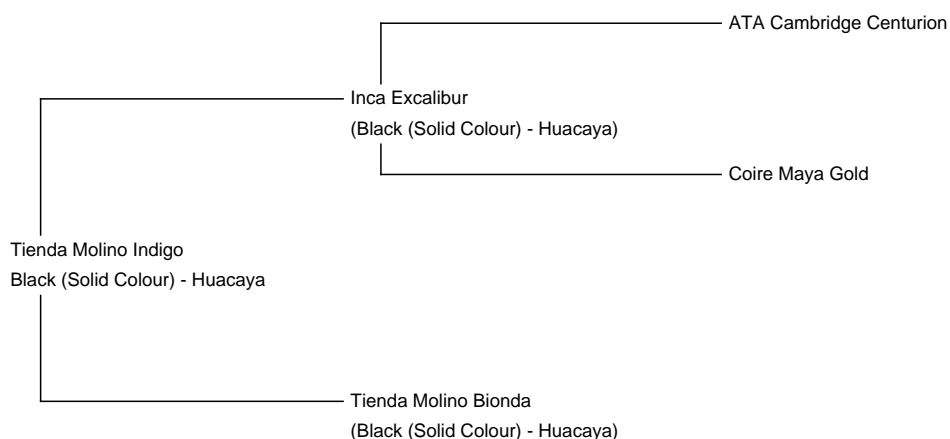 ATA Cambridge Centurion
Inca Excalibur
(Black (Solid Colour) - Huacaya)
Coire Maya Gold
Tienda Molino Indigo
Black (Solid Colour) - Huacaya
Tienda Molino Bionda
(Black (Solid Colour) - Huacaya)